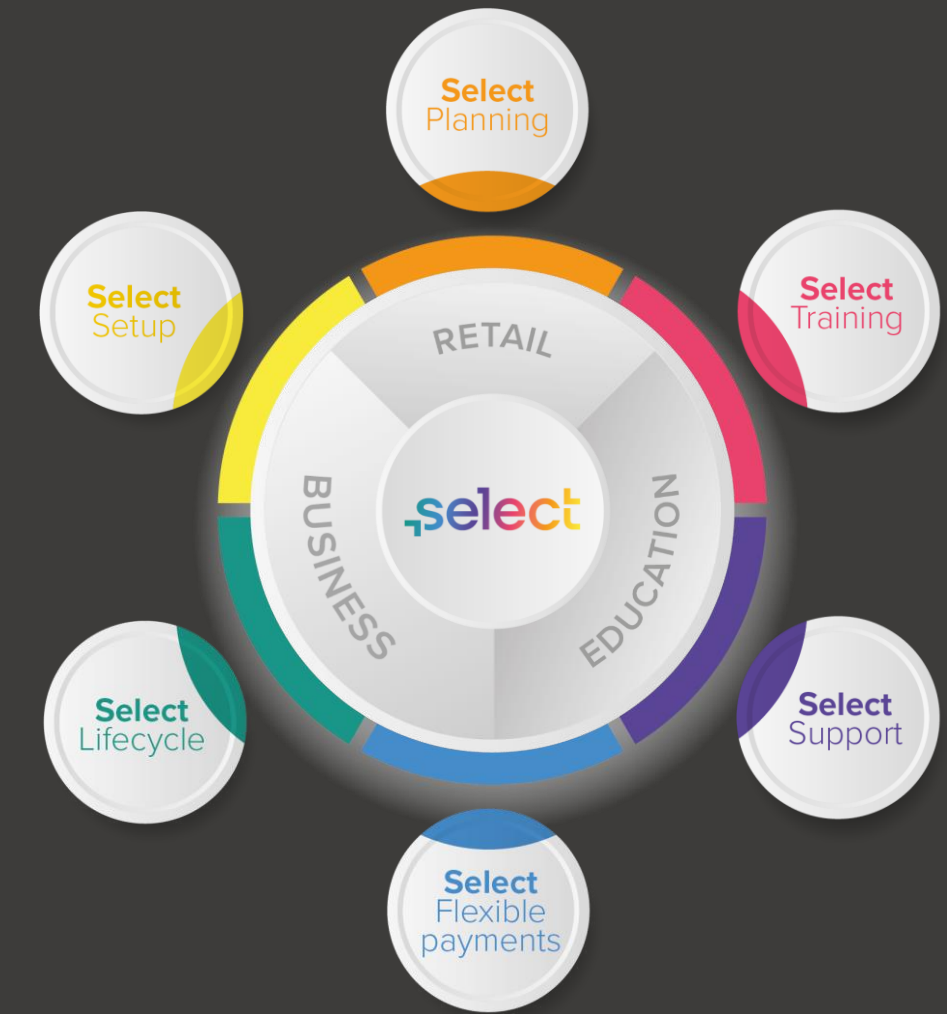 Select
Planning
Select
Setup
Select
Training
RETAIL
select
BUSINESS
EDUCATION
Select
Lifecycle
Select
Support
Select
Flexible
payments